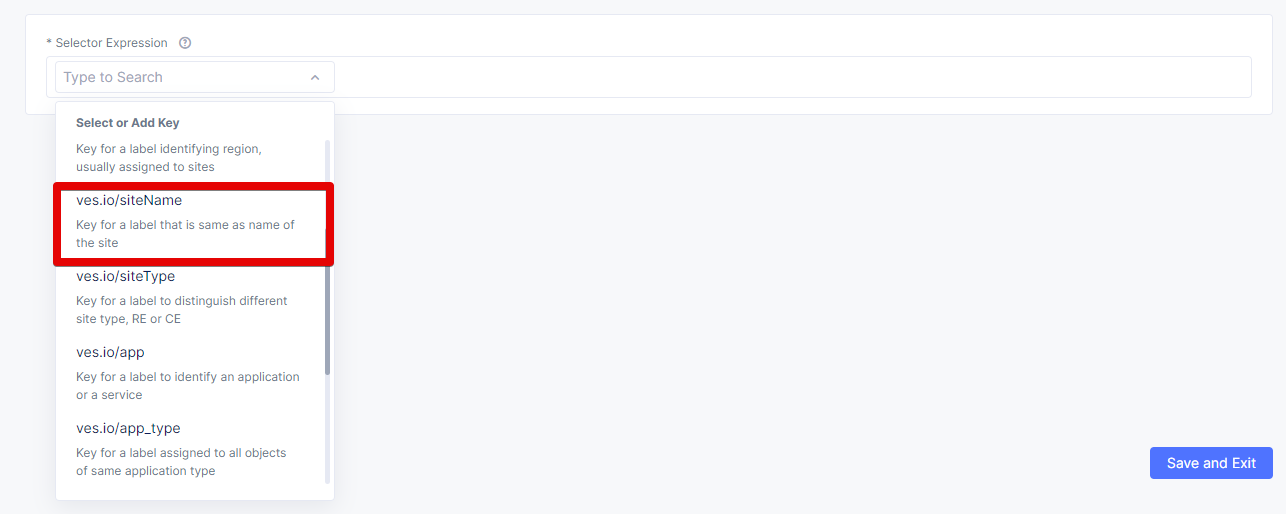 * Selector Expression
Type to Search
Select or Add Key
Key for a label identifying region,
usually assigned to sites
ves.io/siteName
Key for a label that is same as name of
the site
ves.io/siteType
Key for a label to distinguish different
site type, RE or CE
ves.io/app
Key for a label to identify an application
or a service
ves.io/app_type
Key for a label assigned to all objects
of same application type
Save and Exit